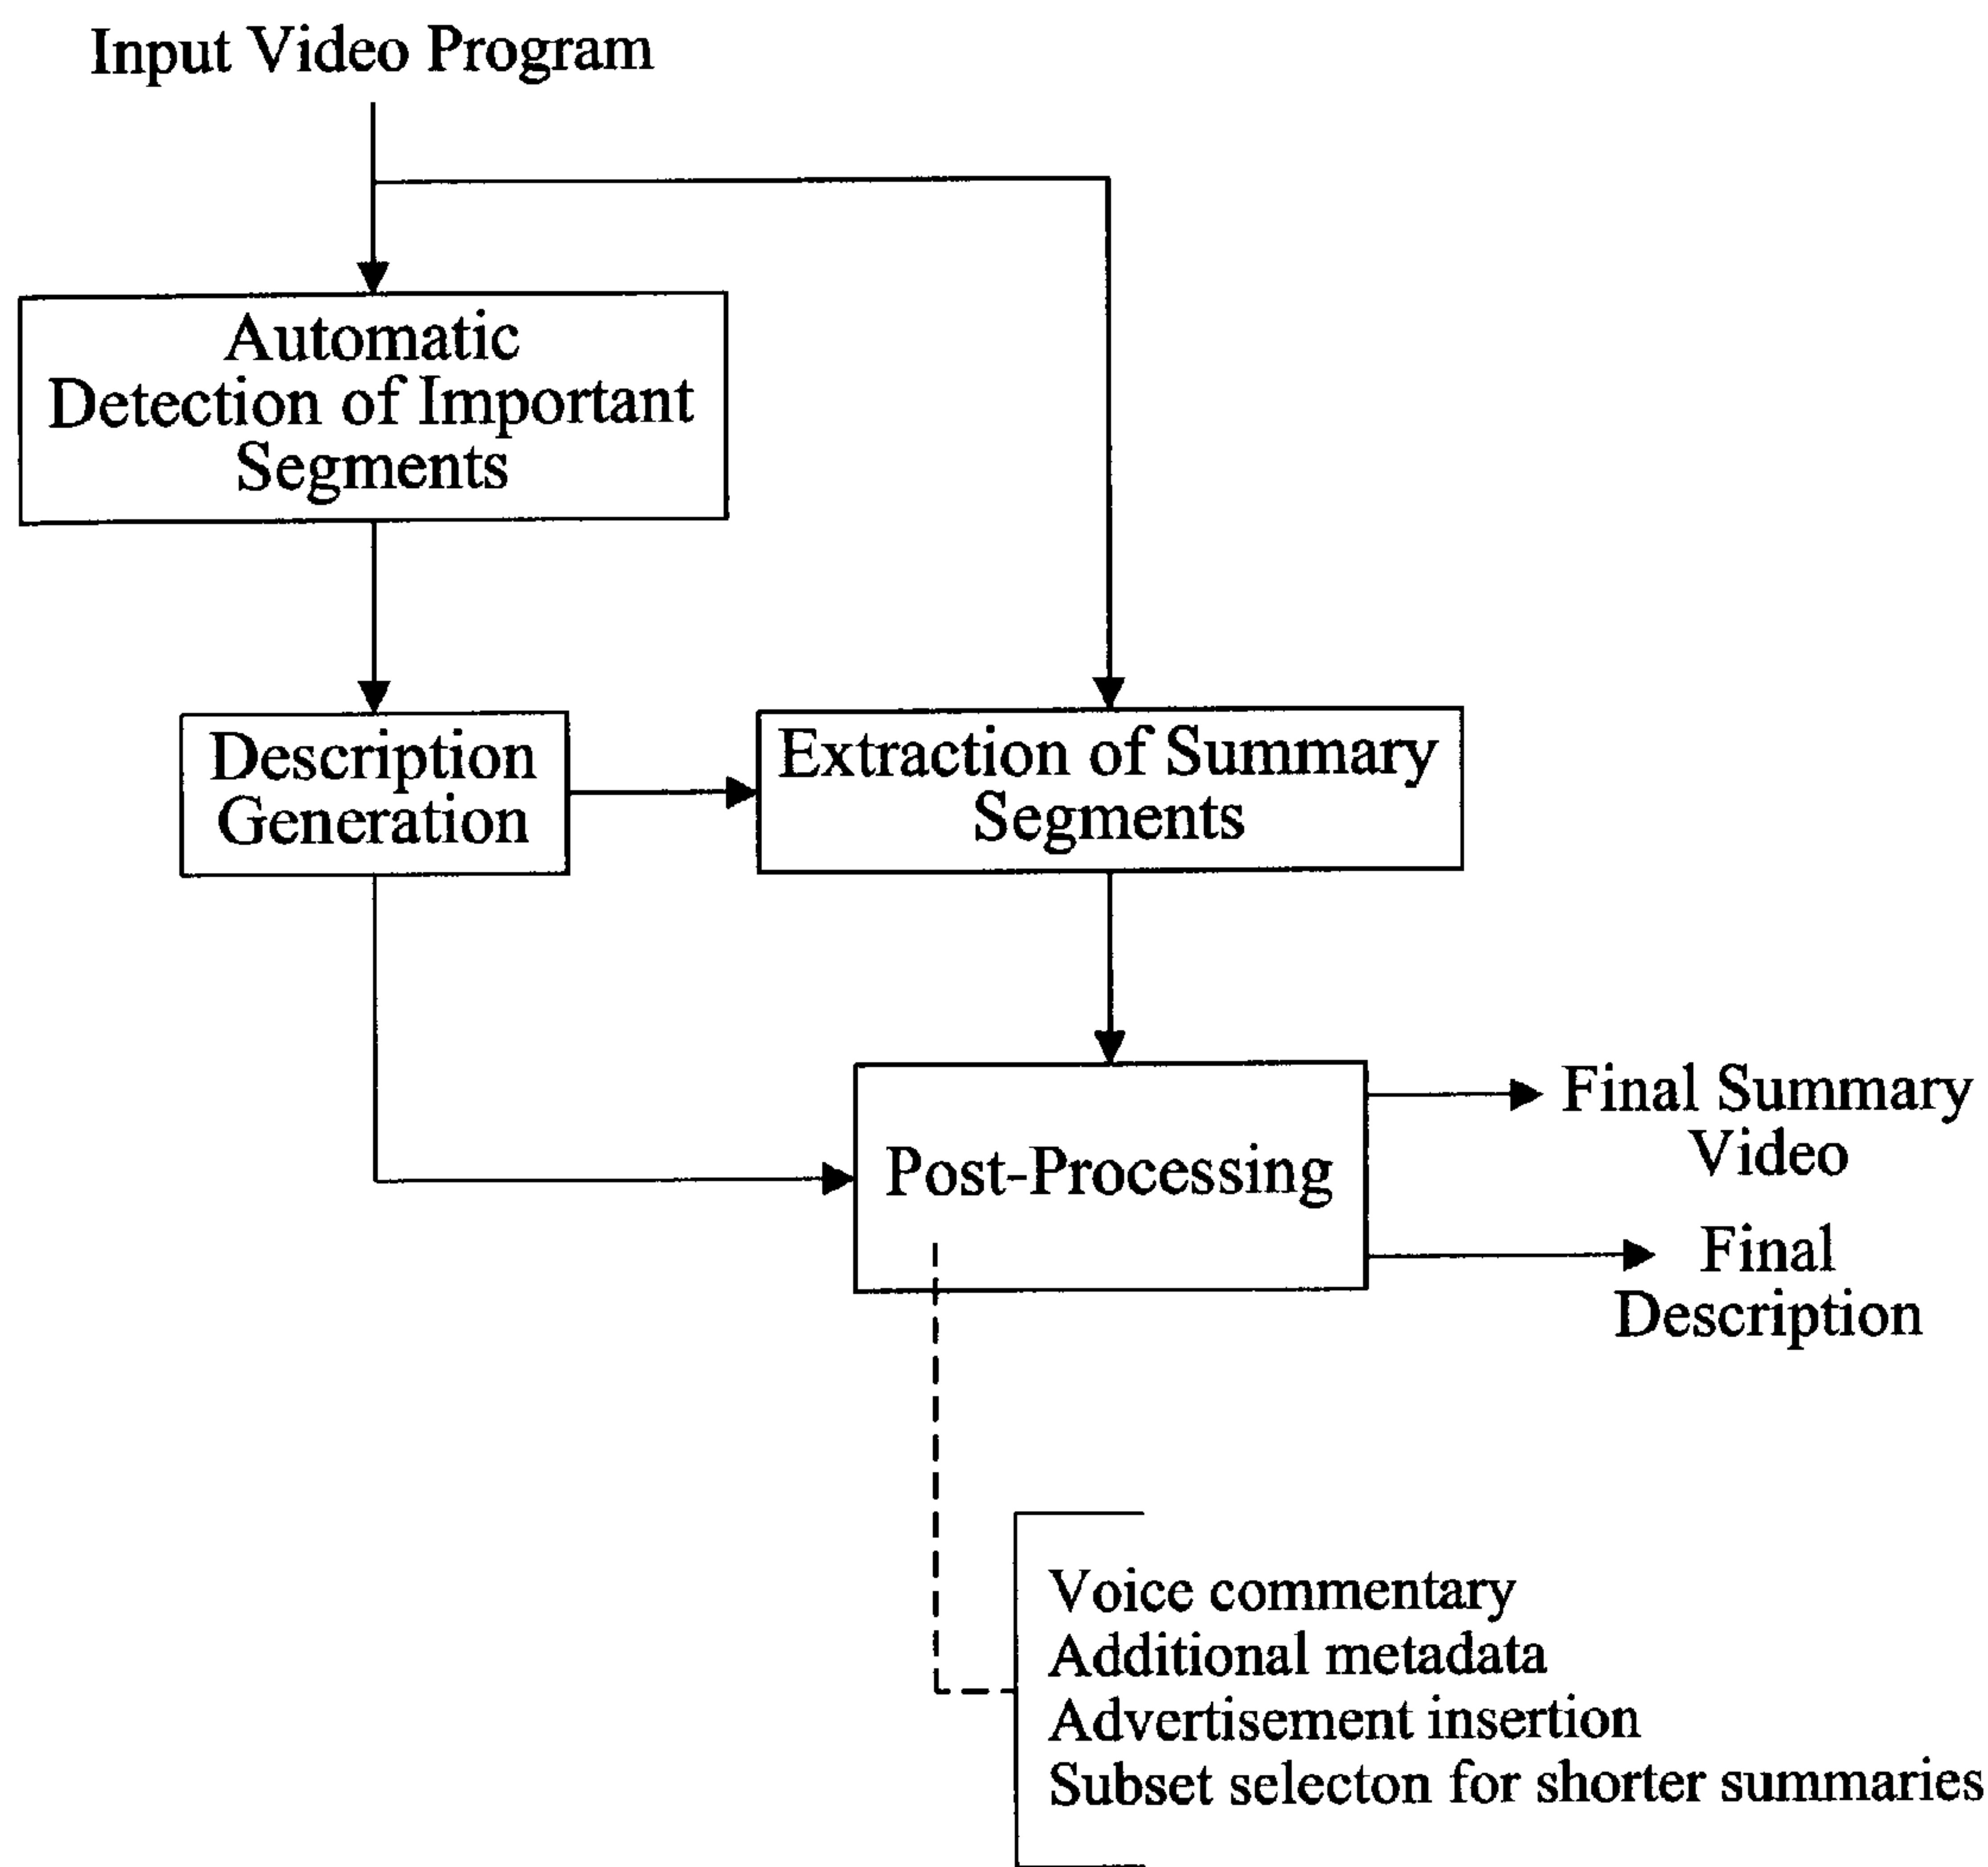 Input Video Program
Automatic
Detection of Important
Segments
Description
Generation
Extraction of Summary
Segments
Post-Processing
Final Summary
Video
Final
Description
Voice commentary
Additional metadata
Advertisement insertion
Subset selecton for shorter summaries